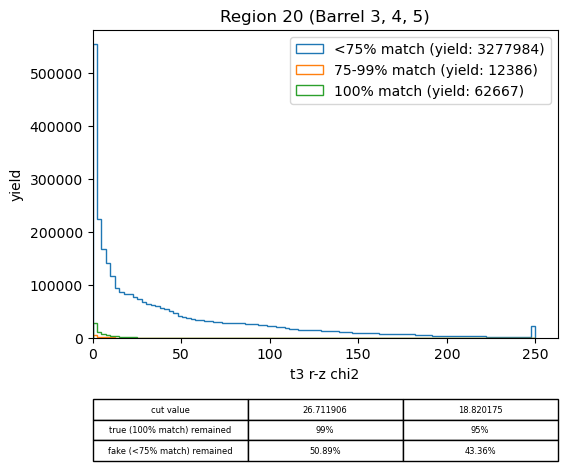 Region 20 (Barrel 3, 4, 5)
<75% match (yield: 3277984)
75-99% match (yield: 12386)
100% match (yield: 62667)
yield
500000
400000
300000
200000
100000
0
0 50 100 150 200 250
t3 r-z chi2
cut value 26.711906 18.820175
true (100% match) remained 99% 95%
fake (<75% match) remained 50.89% 43.36%